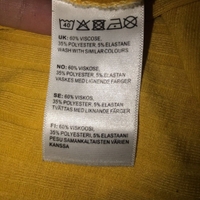 40
UK: 60% VISCOSE,
35% POLYESTER, 5% ELASTANE
WASH WITH SIMILAR COLOURS
NO: 60% VISKOSE,
35% POLYESTER, 5% ELASTAN
VASKES MED LIGNENDE FARGER
SE: 60% VISKOS,
35% POLYESTER, 5% ELASTAN
TVÄTTAS MED LIKNANDE FÄRGER
FI: 60% VISKOOSI,
35% POLYESTERI, 5% ELASTAANI
PESU SAMANKALTAISTEN VÄRIEN
KANSSA